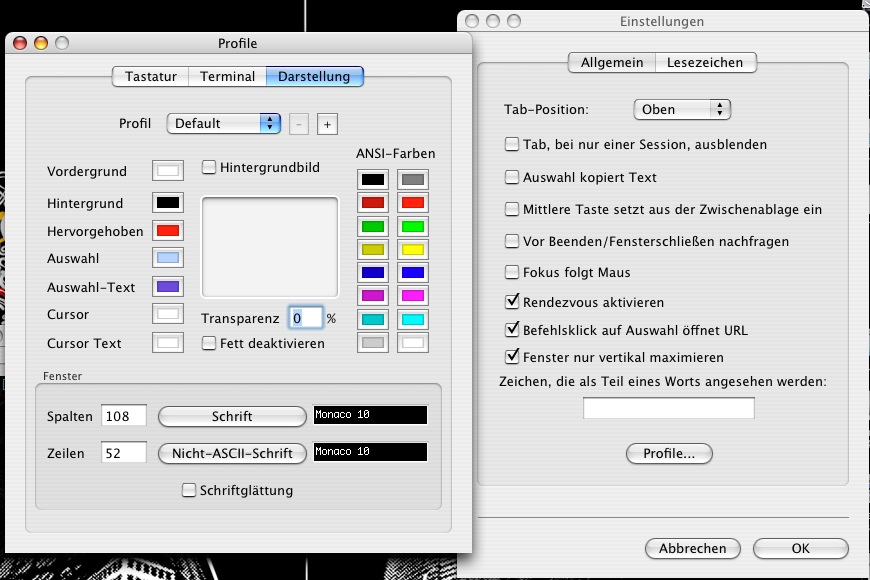 Profile
Tastatur Terminal Darstellung
Profil Default - +
ANSI-Farben
Vordergrund Hintergrundbild
Hintergrund
Hervorgehoben
Auswahl
Auswahl-Text
Cursor Transparenz 0 %
Cursor Text Fett deaktivieren
Fenster
Spalten 108 Schrift Monaco 10
Zeilen 52 Nicht-ASCII-Schrift Monaco 10
Schriftglättung
Einstellungen
Allgemein Lesezeichen
Tab-Position: Oben
Tab, bei nur einer Session, ausblenden
Auswahl kopiert Text
Mittlere Taste setzt aus der Zwischenablage ein
Vor Beenden/Fensterschließen nachfragen
Fokus folgt Maus
Rendezvous aktivieren
Befehlsklick auf Auswahl öffnet URL
Fenster nur vertikal maximieren
Zeichen, die als Teil eines Worts angesehen werden:
Profile...
Abbrechen OK